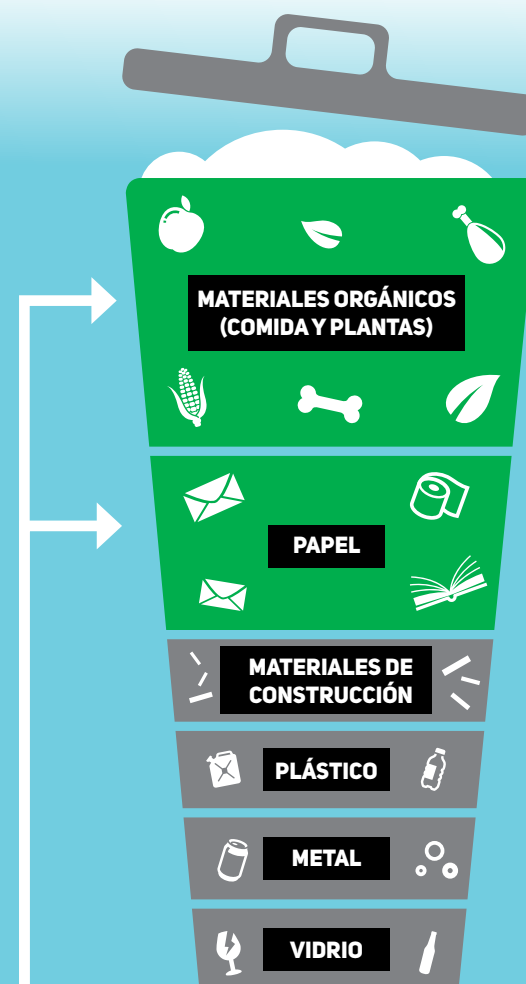 MATERIALES ORGÁNICOS
(COMIDA Y PLANTAS)
PAPEL
MATERIALES DE
CONSTRUCCIÓN
PLÁSTICO
METAL
VIDRIO